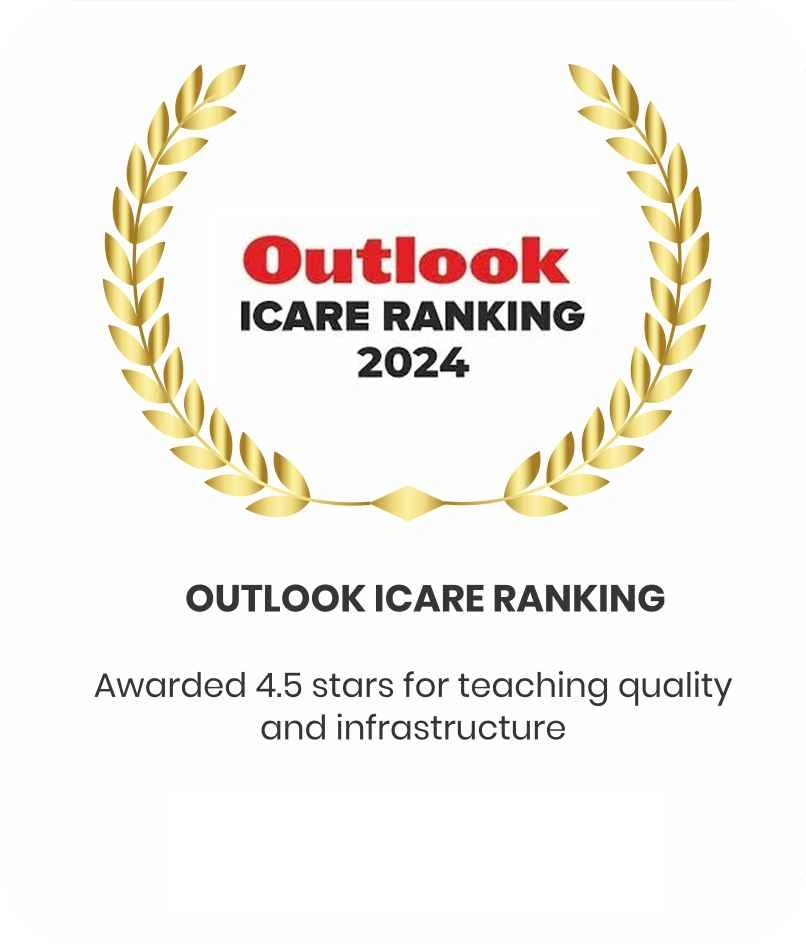 Outlook
ICARE RANKING
2024
OUTLOOK ICARE RANKING
Awarded 4.5 stars for teaching quality
and infrastructure